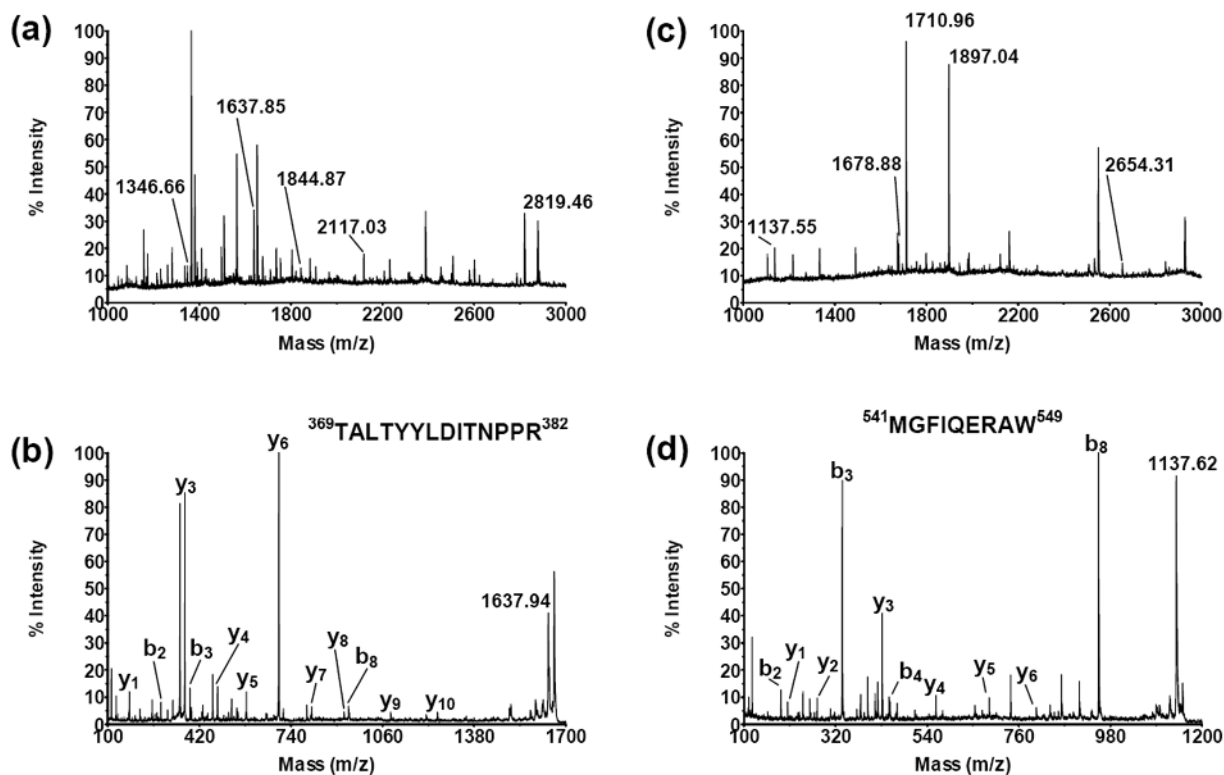 (a)
100
90
80
70
60
50
40
30
20
10
0
% Intensity
1637.85
1346.66
1844.87
2117.03
2819.46
1000 1400 1800 2200 2600 3000
Mass (m/z)
(c)
100
90
80
70
60
50
40
30
20
10
0
% Intensity
1710.96
1897.04
1678.88
2654.31
1137.55
1000 1400 1800 2200 2600 3000
Mass (m/z)
(b)
³⁶⁹TALTYYLDITNPPR³⁸²
100
90
80
70
60
50
40
30
20
10
0
% Intensity
y₆
y₃
1637.94
b₂ b₃ y₄ y₈
y₁ y₅ y₇ b₈ y₉ y₁₀
100 420 740 1060 1380 1700
Mass (m/z)
(d)
⁵⁴¹MGFIQERAW⁵⁴⁹
100
90
80
70
60
50
40
30
20
10
0
% Intensity
b₈
b₃
1137.62
y₃
b₂ y₁ y₂ b₄ y₄ y₅ y₆
100 320 540 760 980 1200
Mass (m/z)